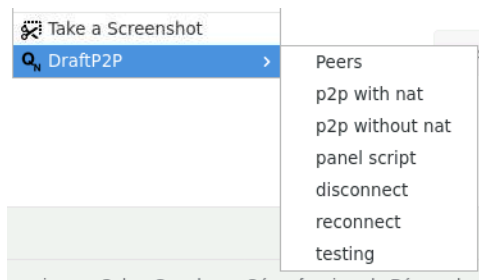 Take a Screenshot
DraftP2P
Peers
p2p with nat
p2p without nat
panel script
disconnect
reconnect
testing